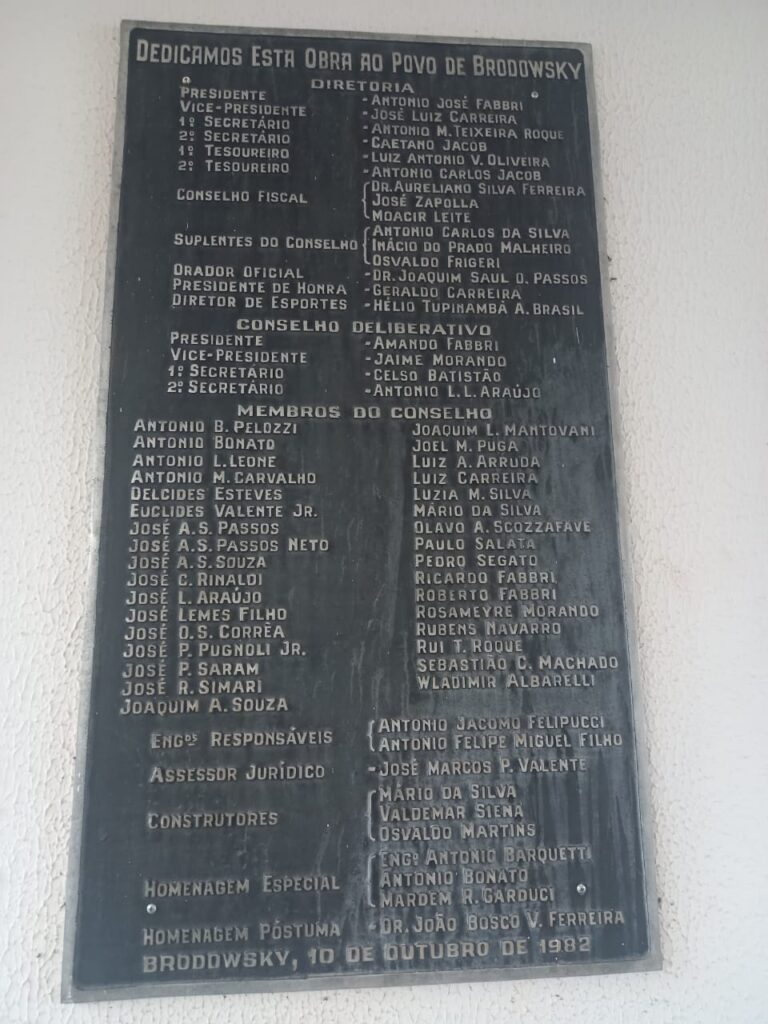 DEDICAMOS ESTA OBRA AO POVO DE BRODOWSKY
DIRETORIA
PRESIDENTE - ANTONIO JOSÉ FABBRI
VICE-PRESIDENTE - JOSÉ LUIZ CARREIRA
1º SECRETÁRIO - ANTONIO M. TEIXEIRA ROQUE
2º SECRETÁRIO - CAETANO JACOB
1º TESOUREIRO - LUIZ ANTONIO V. OLIVEIRA
2º TESOUREIRO - ANTONIO CARLOS JACOB
CONSELHO FISCAL { DR. AURELIANO SILVA FERREIRA
JOSÉ ZAPOLLA
MOACIR LEITE
SUPLENTES DO CONSELHO { ANTONIO CARLOS DA SILVA
INÁCIO DO PRADO MALHEIRO
OSVALDO FRIGERI
ORADOR OFICIAL - DR. JOAQUIM SAUL O. PASSOS
PRESIDENTE DE HONRA - GERALDO CARREIRA
DIRETOR DE ESPORTES - HÉLIO TUPINAMBÁ A. BRASIL
CONSELHO DELIBERATIVO
PRESIDENTE - AMANDO FABBRI
VICE-PRESIDENTE - JAIME MORANDO
1º SECRETÁRIO - CELSO BATISTÃO
2º SECRETÁRIO - ANTONIO L.L. ARAÚJO
MEMBROS DO CONSELHO
ANTONIO B. PELOZZI
ANTONIO BONATO
ANTONIO L. LEONE
ANTONIO M. CARVALHO
DELCIDES ESTEVES
EUCLIDES VALENTE JR.
JOSÉ A.S. PASSOS
JOSÉ A.S. PASSOS NETO
JOSÉ A.S. SOUZA
JOSÉ C. RINALDI
JOSÉ L. ARAÚJO
JOSÉ LEMES FILHO
JOSÉ O.S. CORRÊA
JOSÉ P. PUGNOLI JR.
JOSÉ P. SARAM
JOSÉ R. SIMARI
JOAQUIM A. SOUZA
JOAQUIM L. MANTOVANI
JOEL M. PUGA
LUIZ A. ARRUDA
LUIZ CARREIRA
LUZIA M. SILVA
MÁRIO DA SILVA
OLAVO A. SCOZZAFAVE
PAULO SALATA
PEDRO SEGATO
RICARDO FABBRI
ROBERTO FABBRI
ROSAMEYRE MORANDO
RUBENS NAVARRO
RUI T. ROQUE
SEBASTIÃO C. MACHADO
WLADIMIR ALBARELLI
ENGOS RESPONSÁVEIS { ANTONIO JACOMO FELIPUCCI
ANTONIO FELIPE MIGUEL FILHO
ASSESSOR JURÍDICO - JOSÉ MARCOS P. VALENTE
CONSTRUTORES { MÁRIO DA SILVA
VALDEMAR SIENA
OSVALDO MARTINS
HOMENAGEM ESPECIAL { ENGº ANTONIO BARQUETTI
ANTONIO BONATO
MARDEM R. GARDUCI
HOMENAGEM PÓSTUMA - DR. JOÃO BOSCO V. FERREIRA
BRODOWSKY, 10 DE OUTUBRO DE 1982